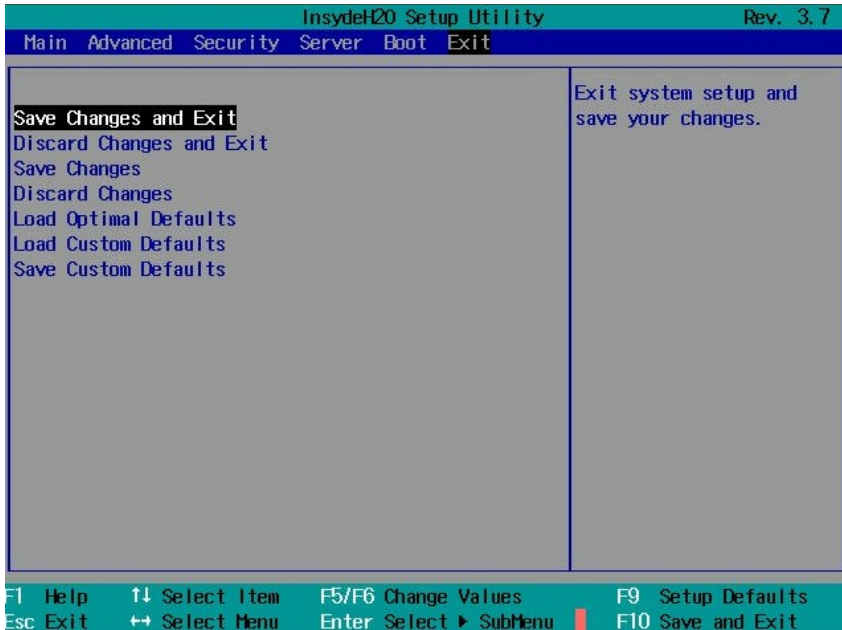 InsydeH2O Setup Utility Rev. 3.7
Main Advanced Security Server Boot Exit
Exit system setup and
save your changes.
Save Changes and Exit
Discard Changes and Exit
Save Changes
Discard Changes
Load Optimal Defaults
Load Custom Defaults
Save Custom Defaults
F1 Help ↑↓ Select Item F5/F6 Change Values F9 Setup Defaults
Esc Exit ↔ Select Menu Enter Select ▶ SubMenu F10 Save and Exit